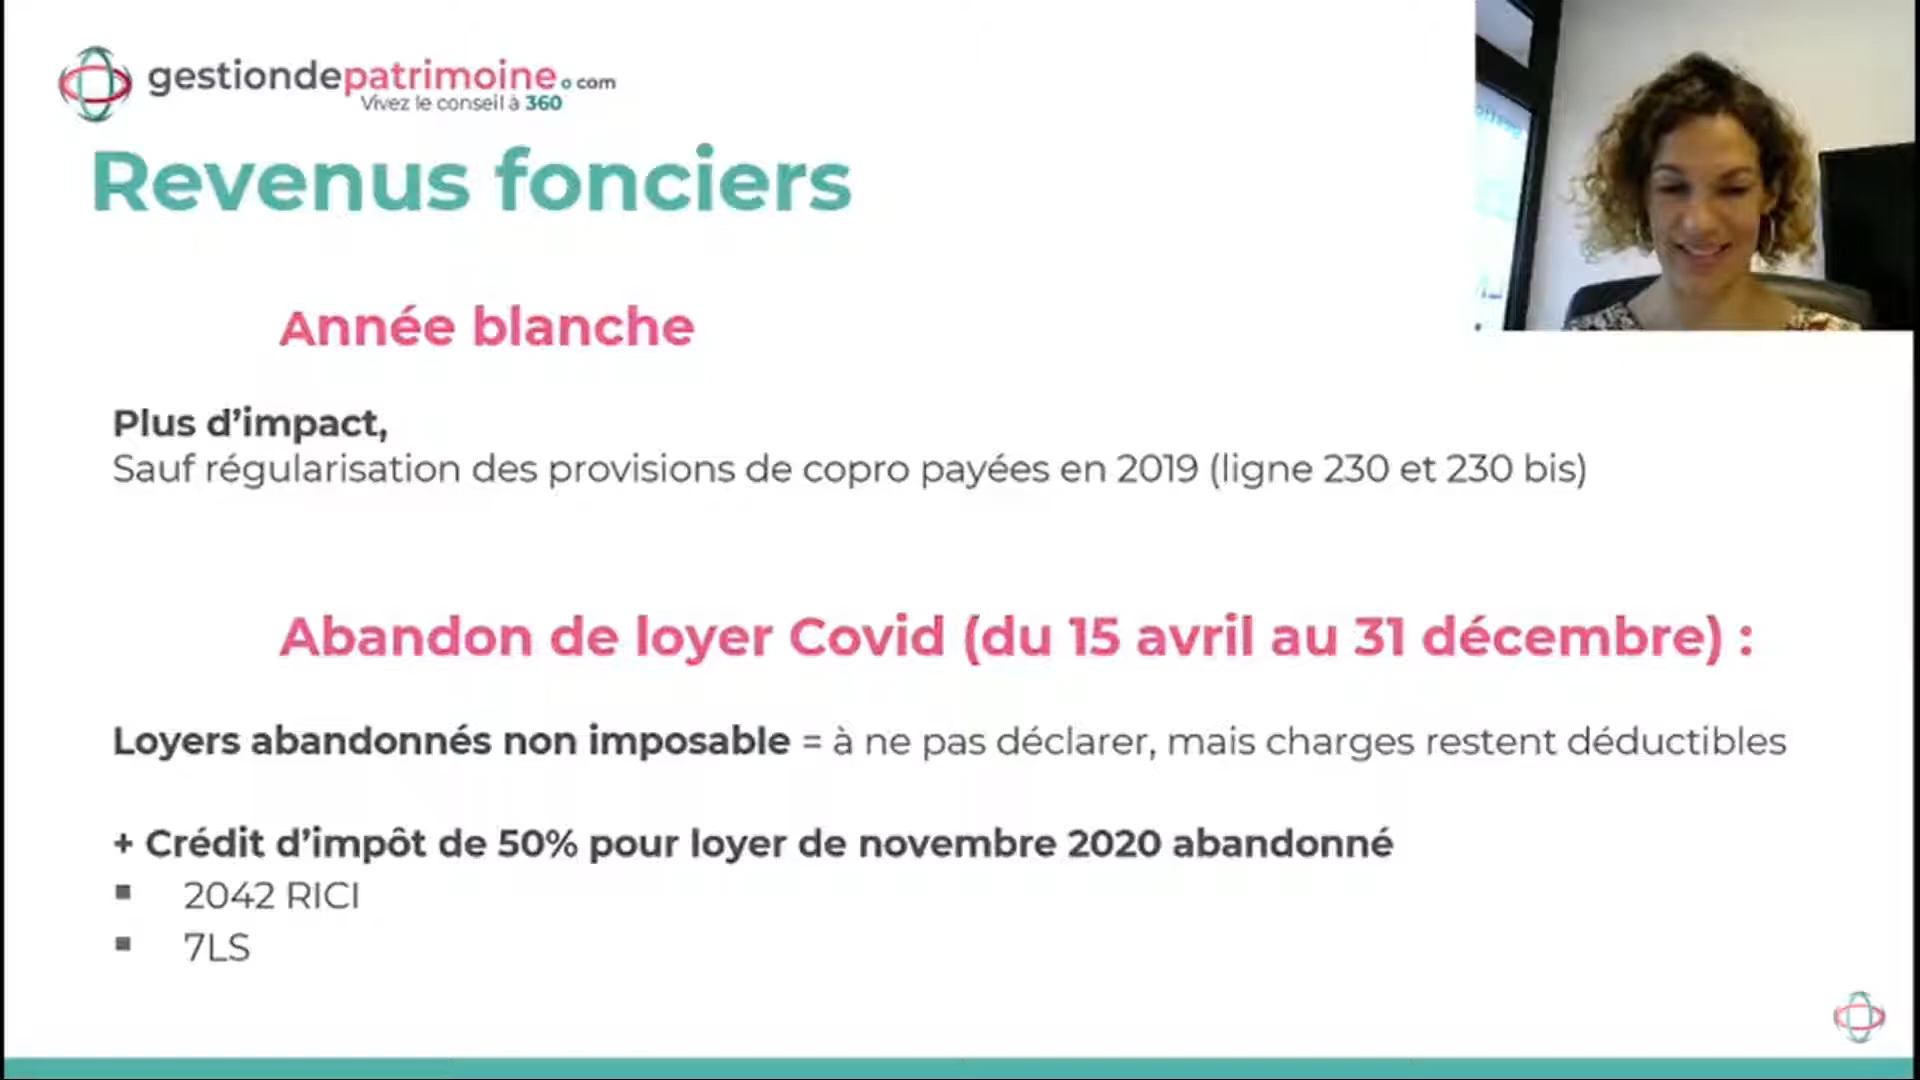 gestiondepatrimoine.com
Vivez le conseil à 360
Revenus fonciers
Année blanche
Plus d'impact,
Sauf régularisation des provisions de copro payées en 2019 (ligne 230 et 230 bis)
Abandon de loyer Covid (du 15 avril au 31 décembre) :
Loyers abandonnés non imposable = à ne pas déclarer, mais charges restent déductibles
+ Crédit d'impôt de 50% pour loyer de novembre 2020 abandonné
▪ 2042 RICI
▪ 7LS